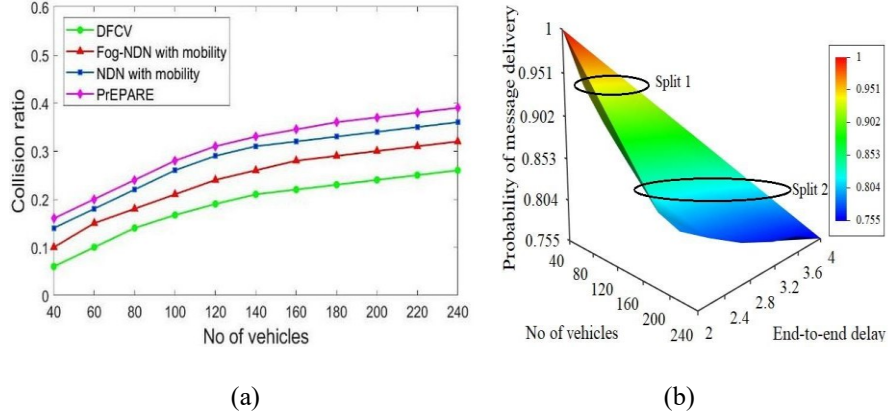 0.6
0.5
0.4
0.3
0.2
0.1
0
Collision ratio
DFCV
Fog-NDN with mobility
NDN with mobility
PrEPARE
40 60 80 100 120 140 160 180 200 220 240
No of vehicles
(a)
(b)
Probability of message delivery
1
0.951
0.902
0.853
0.804
0.755
Split 1
Split 2
40
80
120
160
200
240
No of vehicles
2
2.4
2.8
3.2
3.6
4
End-to-end delay
1
0.951
0.902
0.853
0.804
0.755